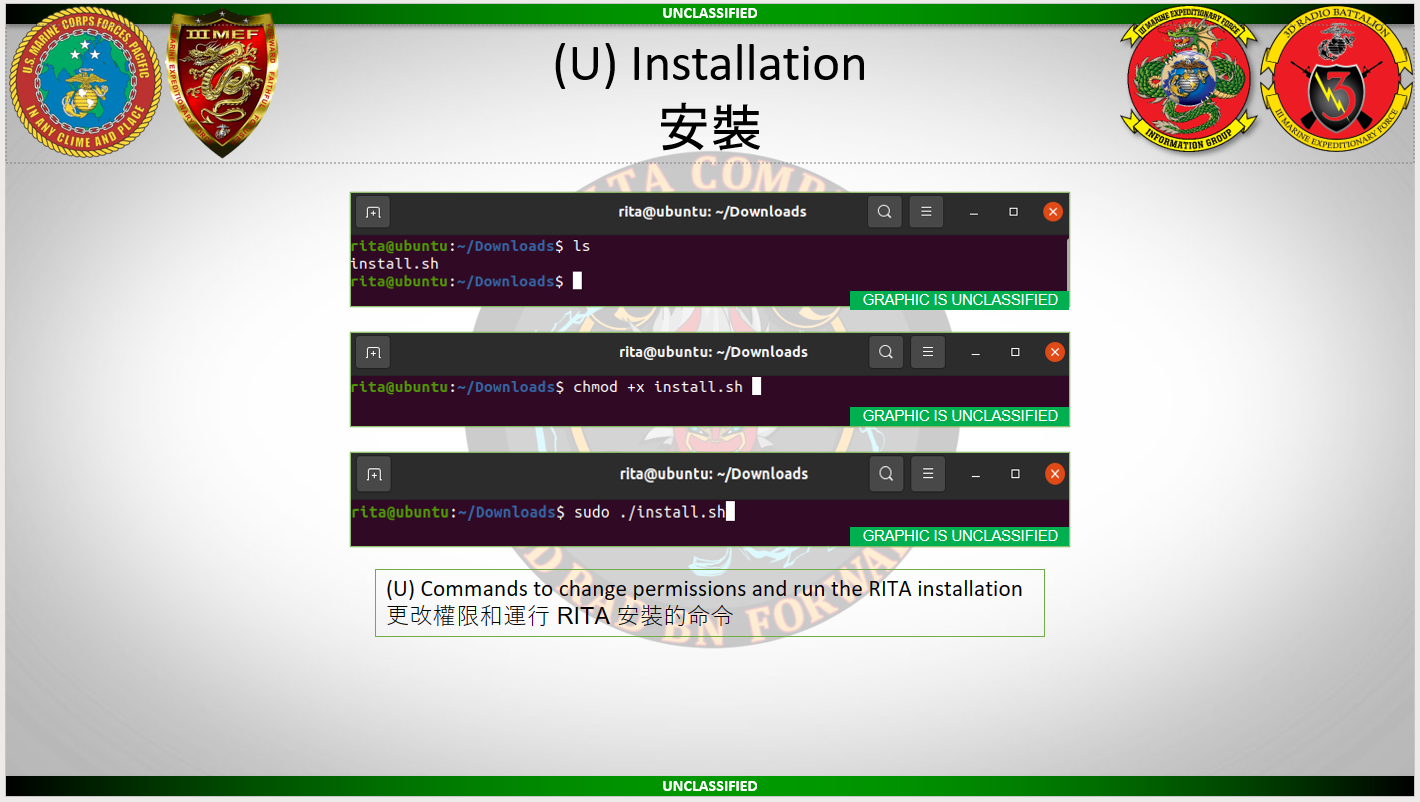 UNCLASSIFIED
U.S. MARINE CORPS FORCES, PACIFIC
IN ANY CLIME AND PLACE
III MEF
III MARINE EXPEDITIONARY FORCE
INFORMATION GROUP
3D RADIO BATTALION
III MARINE EXPEDITIONARY FORCE
(U) Installation
安裝
rita@ubuntu: ~/Downloads
rita@ubuntu:~/Downloads$ ls
install.sh
rita@ubuntu:~/Downloads$
GRAPHIC IS UNCLASSIFIED
rita@ubuntu: ~/Downloads
rita@ubuntu:~/Downloads$ chmod +x install.sh
GRAPHIC IS UNCLASSIFIED
rita@ubuntu: ~/Downloads
rita@ubuntu:~/Downloads$ sudo ./install.sh
GRAPHIC IS UNCLASSIFIED
(U) Commands to change permissions and run the RITA installation
更改權限和運行 RITA 安裝的命令
UNCLASSIFIED